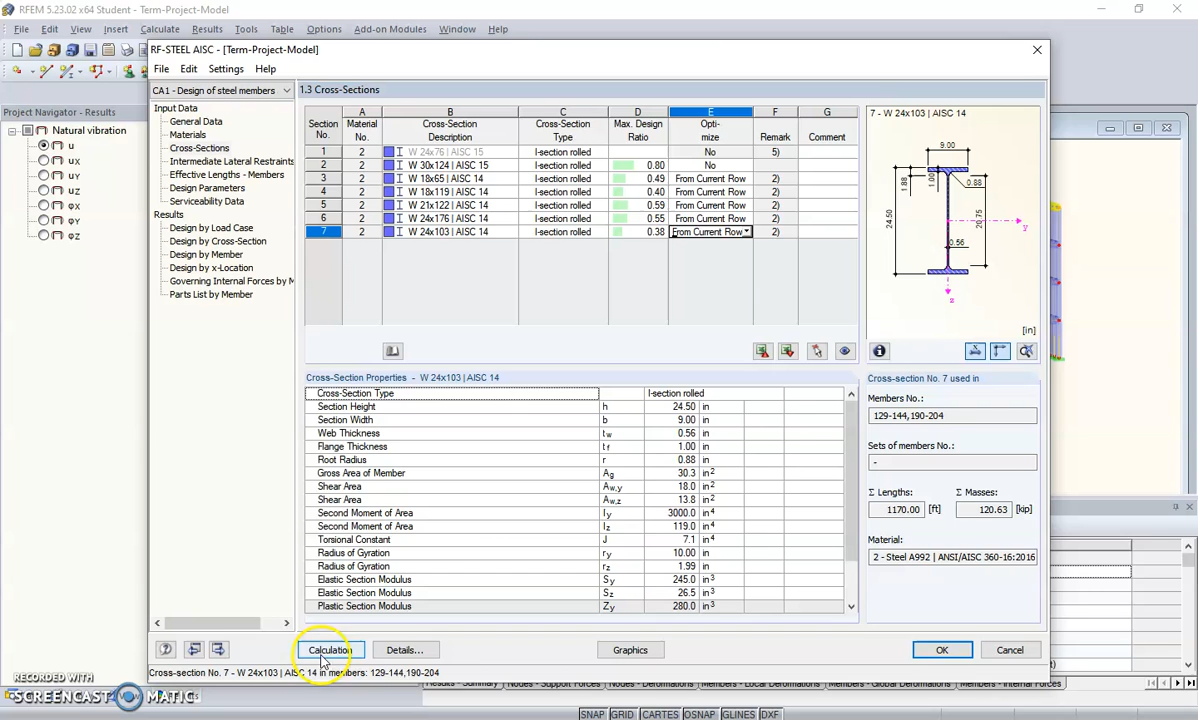 RFEM 5.23.02 x64 Student - [Term-Project-Model]
File Edit View Insert Calculate Results Tools Table Options Add-on Modules Window Help
Project Navigator - Results
Natural vibration
u
uX
uY
uZ
φX
φY
φZ
RF-STEEL AISC - [Term-Project-Model]
File Edit Settings Help
CA1 - Design of steel members
Input Data
General Data
Materials
Cross-Sections
Intermediate Lateral Restraints
Effective Lengths - Members
Design Parameters
Serviceability Data
Results
Design by Load Case
Design by Cross-Section
Design by Member
Design by x-Location
Governing Internal Forces by M
Parts List by Member
1.3 Cross-Sections
A B C D E F G
Section No. Material No. Cross-Section Description Cross-Section Type Max. Design Ratio Opti- mize Remark Comment
1 2 W 24x76 | AISC 15 I-section rolled No 5)
2 2 W 30x124 | AISC 15 I-section rolled 0.80 No
3 2 W 18x65 | AISC 14 I-section rolled 0.49 From Current Row 2)
4 2 W 18x119 | AISC 14 I-section rolled 0.40 From Current Row 2)
5 2 W 21x122 | AISC 14 I-section rolled 0.59 From Current Row 2)
6 2 W 24x176 | AISC 14 I-section rolled 0.55 From Current Row 2)
7 2 W 24x103 | AISC 14 I-section rolled 0.38 From Current Row 2)
7 - W 24x103 | AISC 14
9.00
1.88
1.00
0.88
24.50
20.75
y
0.56
z
[in]
Cross-Section Properties - W 24x103 | AISC 14
Cross-Section Type I-section rolled
Section Height h 24.50 in
Section Width b 9.00 in
Web Thickness tw 0.56 in
Flange Thickness tf 1.00 in
Root Radius r 0.88 in
Gross Area of Member Ag 30.3 in2
Shear Area Aw,y 18.0 in2
Shear Area Aw,z 13.8 in2
Second Moment of Area Iy 3000.0 in4
Second Moment of Area Iz 119.0 in4
Torsional Constant J 7.1 in4
Radius of Gyration ry 10.00 in
Radius of Gyration rz 1.99 in
Elastic Section Modulus Sy 245.0 in3
Elastic Section Modulus Sz 26.5 in3
Plastic Section Modulus Zy 280.0 in3
Cross-section No. 7 used in
Members No.:
129-144,190-204
Sets of members No.:
-
Σ Lengths: Σ Masses:
1170.00 [ft] 120.63 [kip]
Material:
2 - Steel A992 | ANSI/AISC 360-16:2016
Calculation Details... Graphics OK Cancel
Cross-section No. 7 - W 24x103 | AISC 14 in members: 129-144,190-204
RECORDED WITH
SCREENCAST MATIC
Results - Summary Nodes - Support Forces Nodes - Deformations Members - Local Deformations Members - Global Deformations Members - Internal Forces
SNAP GRID CARTES OSNAP GLINES DXF